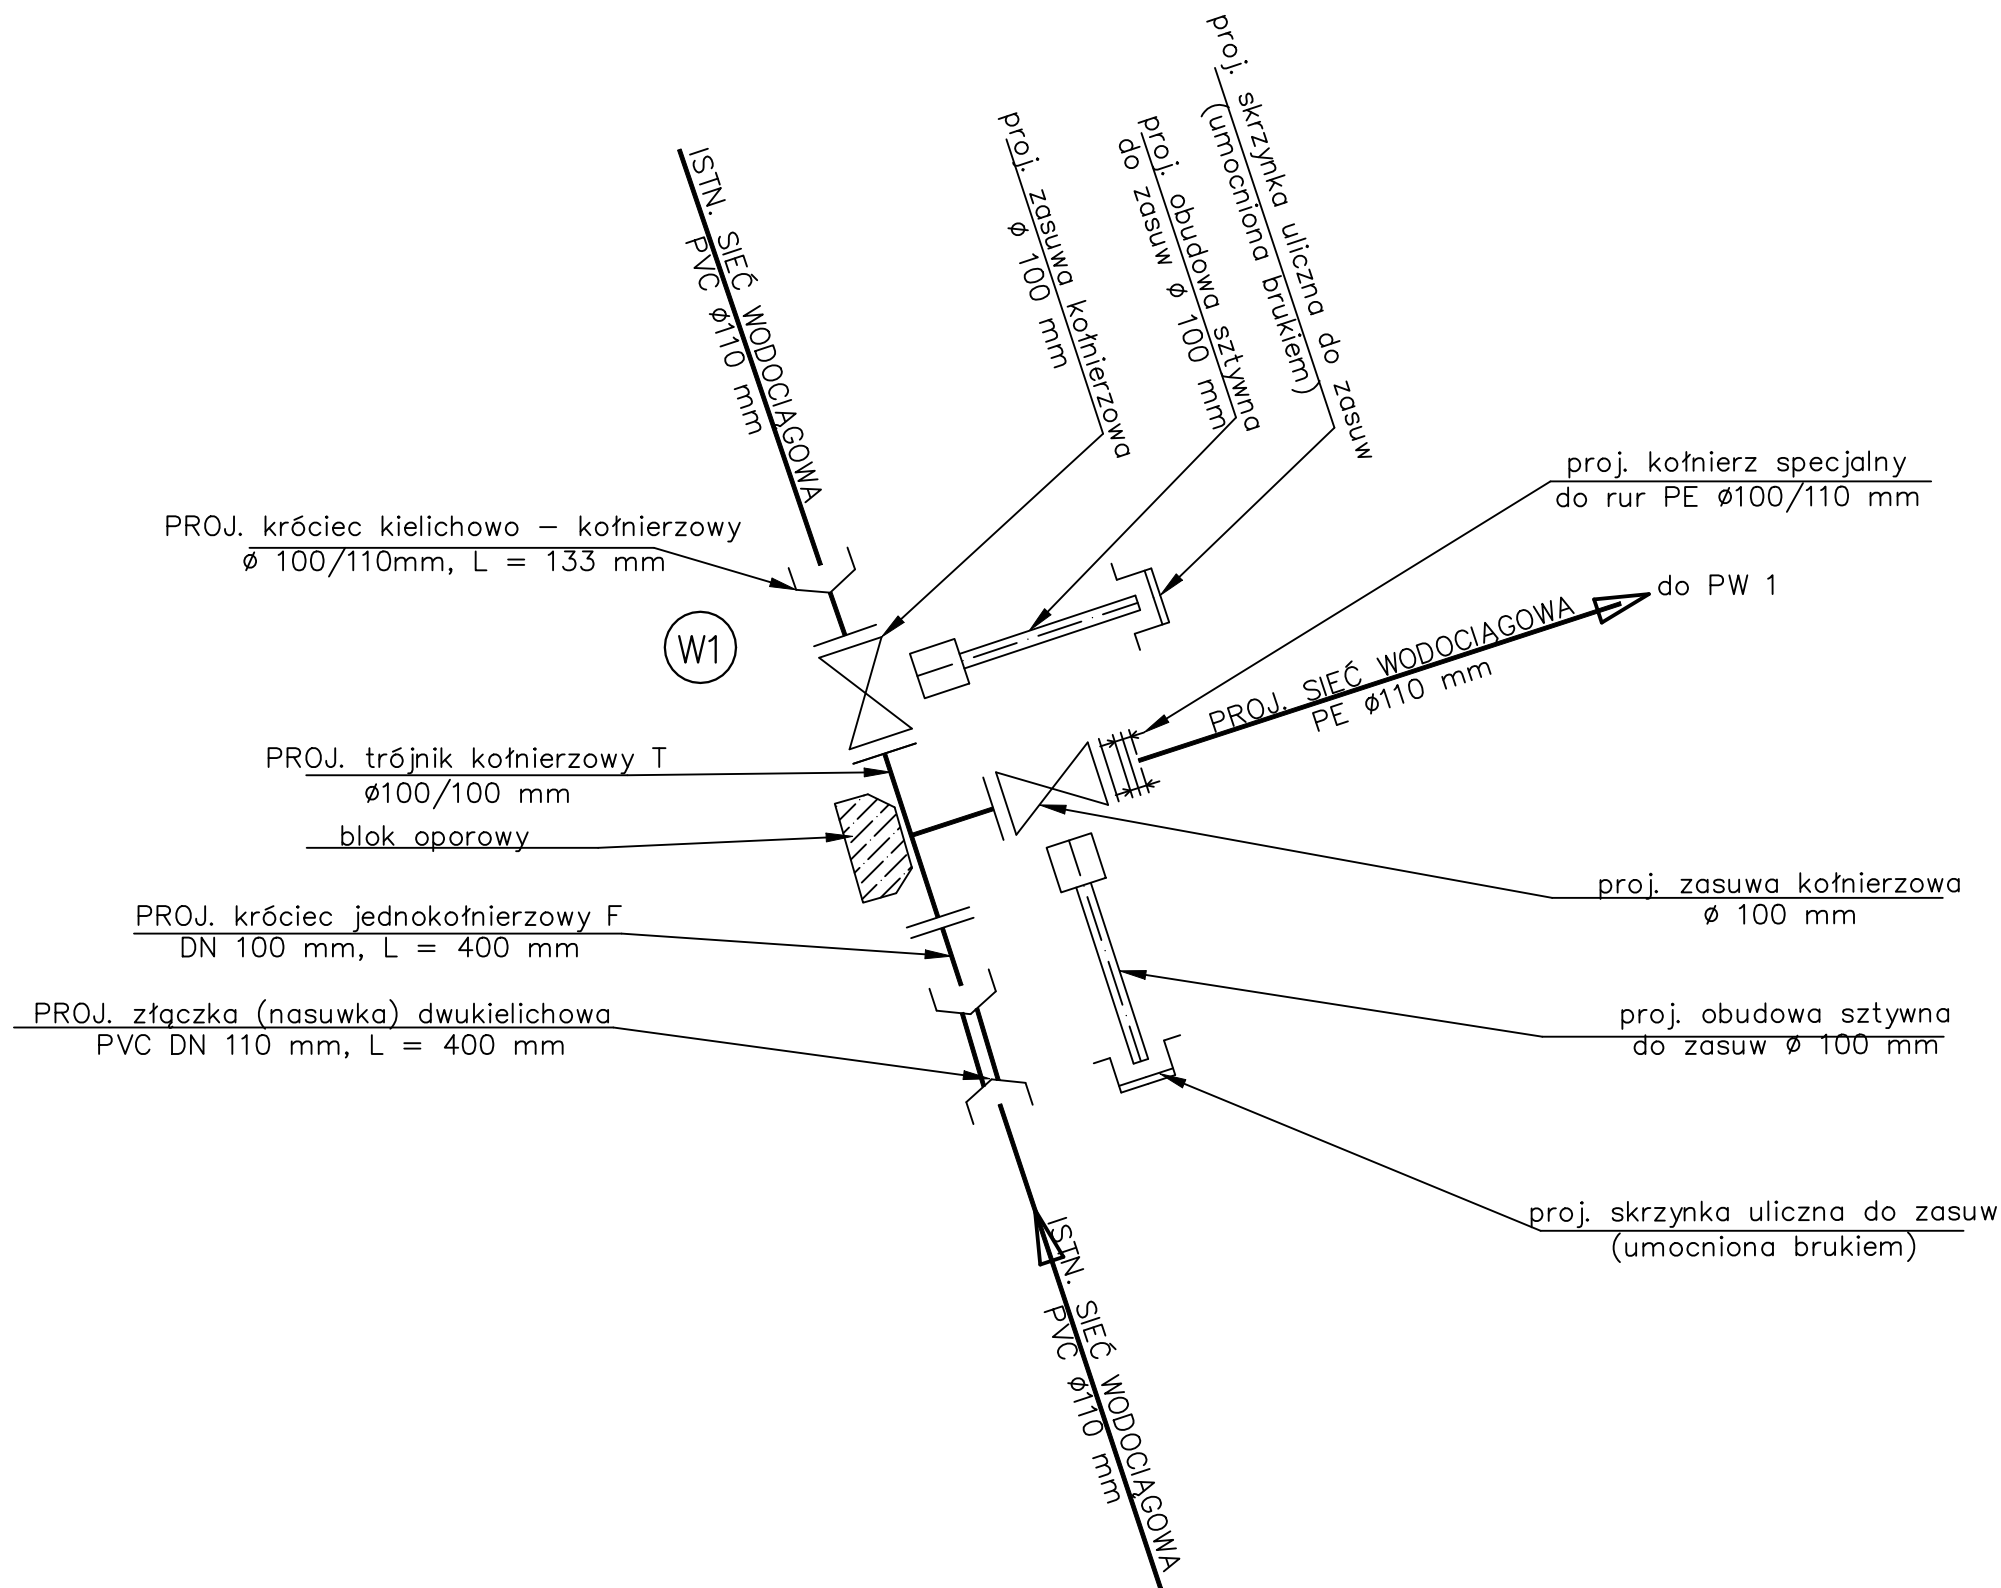 proj. skrzynka uliczna do zasuw
(umocniona brukiem)
proj. obudowa sztywna
do zasuw ø 100 mm
proj. zasuwa kołnierzowa
ø 100 mm
ISTN. SIEĆ WODOCIĄGOWA
PVC ø110 mm
proj. kołnierz specjalny
do rur PE ø100/110 mm
PROJ. króciec kielichowo – kołnierzowy
ø 100/110mm, L = 133 mm
do PW 1
PROJ. SIEĆ WODOCIĄGOWA
PE ø110 mm
W1
PROJ. trójnik kołnierzowy T
ø100/100 mm
blok oporowy
proj. zasuwa kołnierzowa
ø 100 mm
PROJ. króciec jednokołnierzowy F
DN 100 mm, L = 400 mm
PROJ. złączka (nasuwka) dwukielichowa
PVC DN 110 mm, L = 400 mm
proj. obudowa sztywna
do zasuw ø 100 mm
proj. skrzynka uliczna do zasuw
(umocniona brukiem)
ISTN. SIEĆ WODOCIĄGOWA
PVC ø110 mm